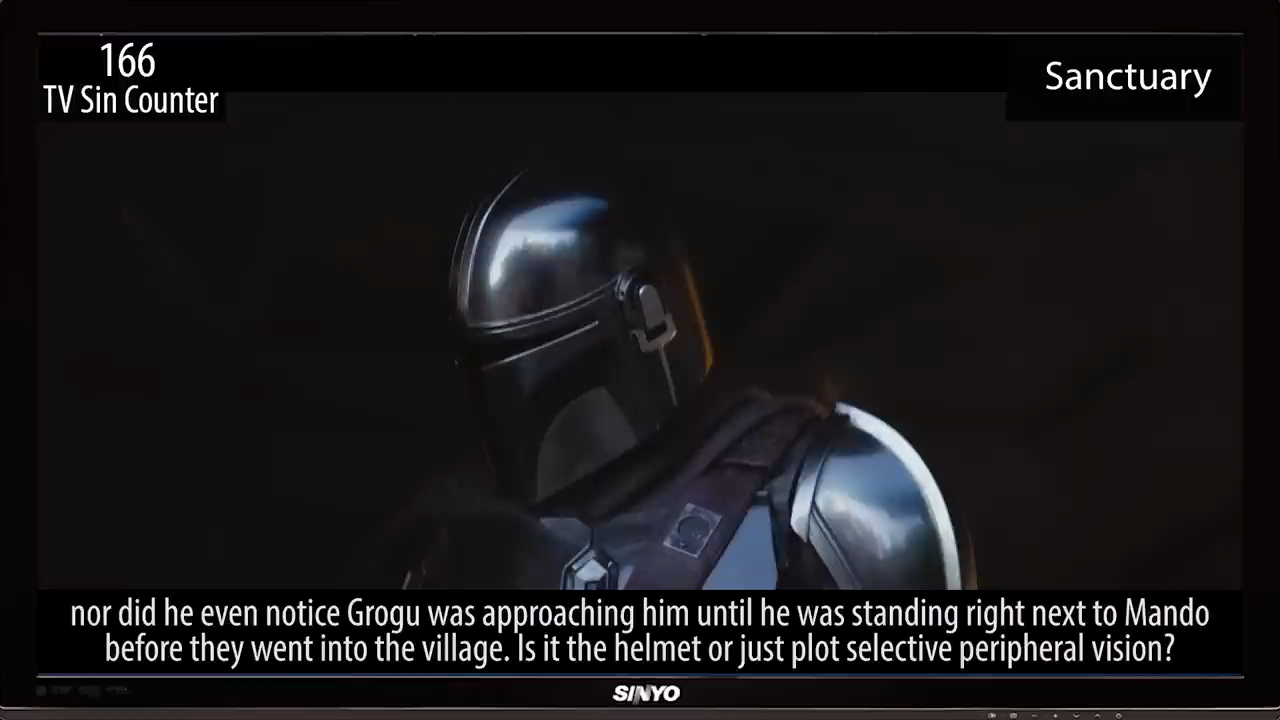 166
TV Sin Counter
Sanctuary
nor did he even notice Grogu was approaching him until he was standing right next to Mando
before they went into the village. Is it the helmet or just plot selective peripheral vision?
SINYO